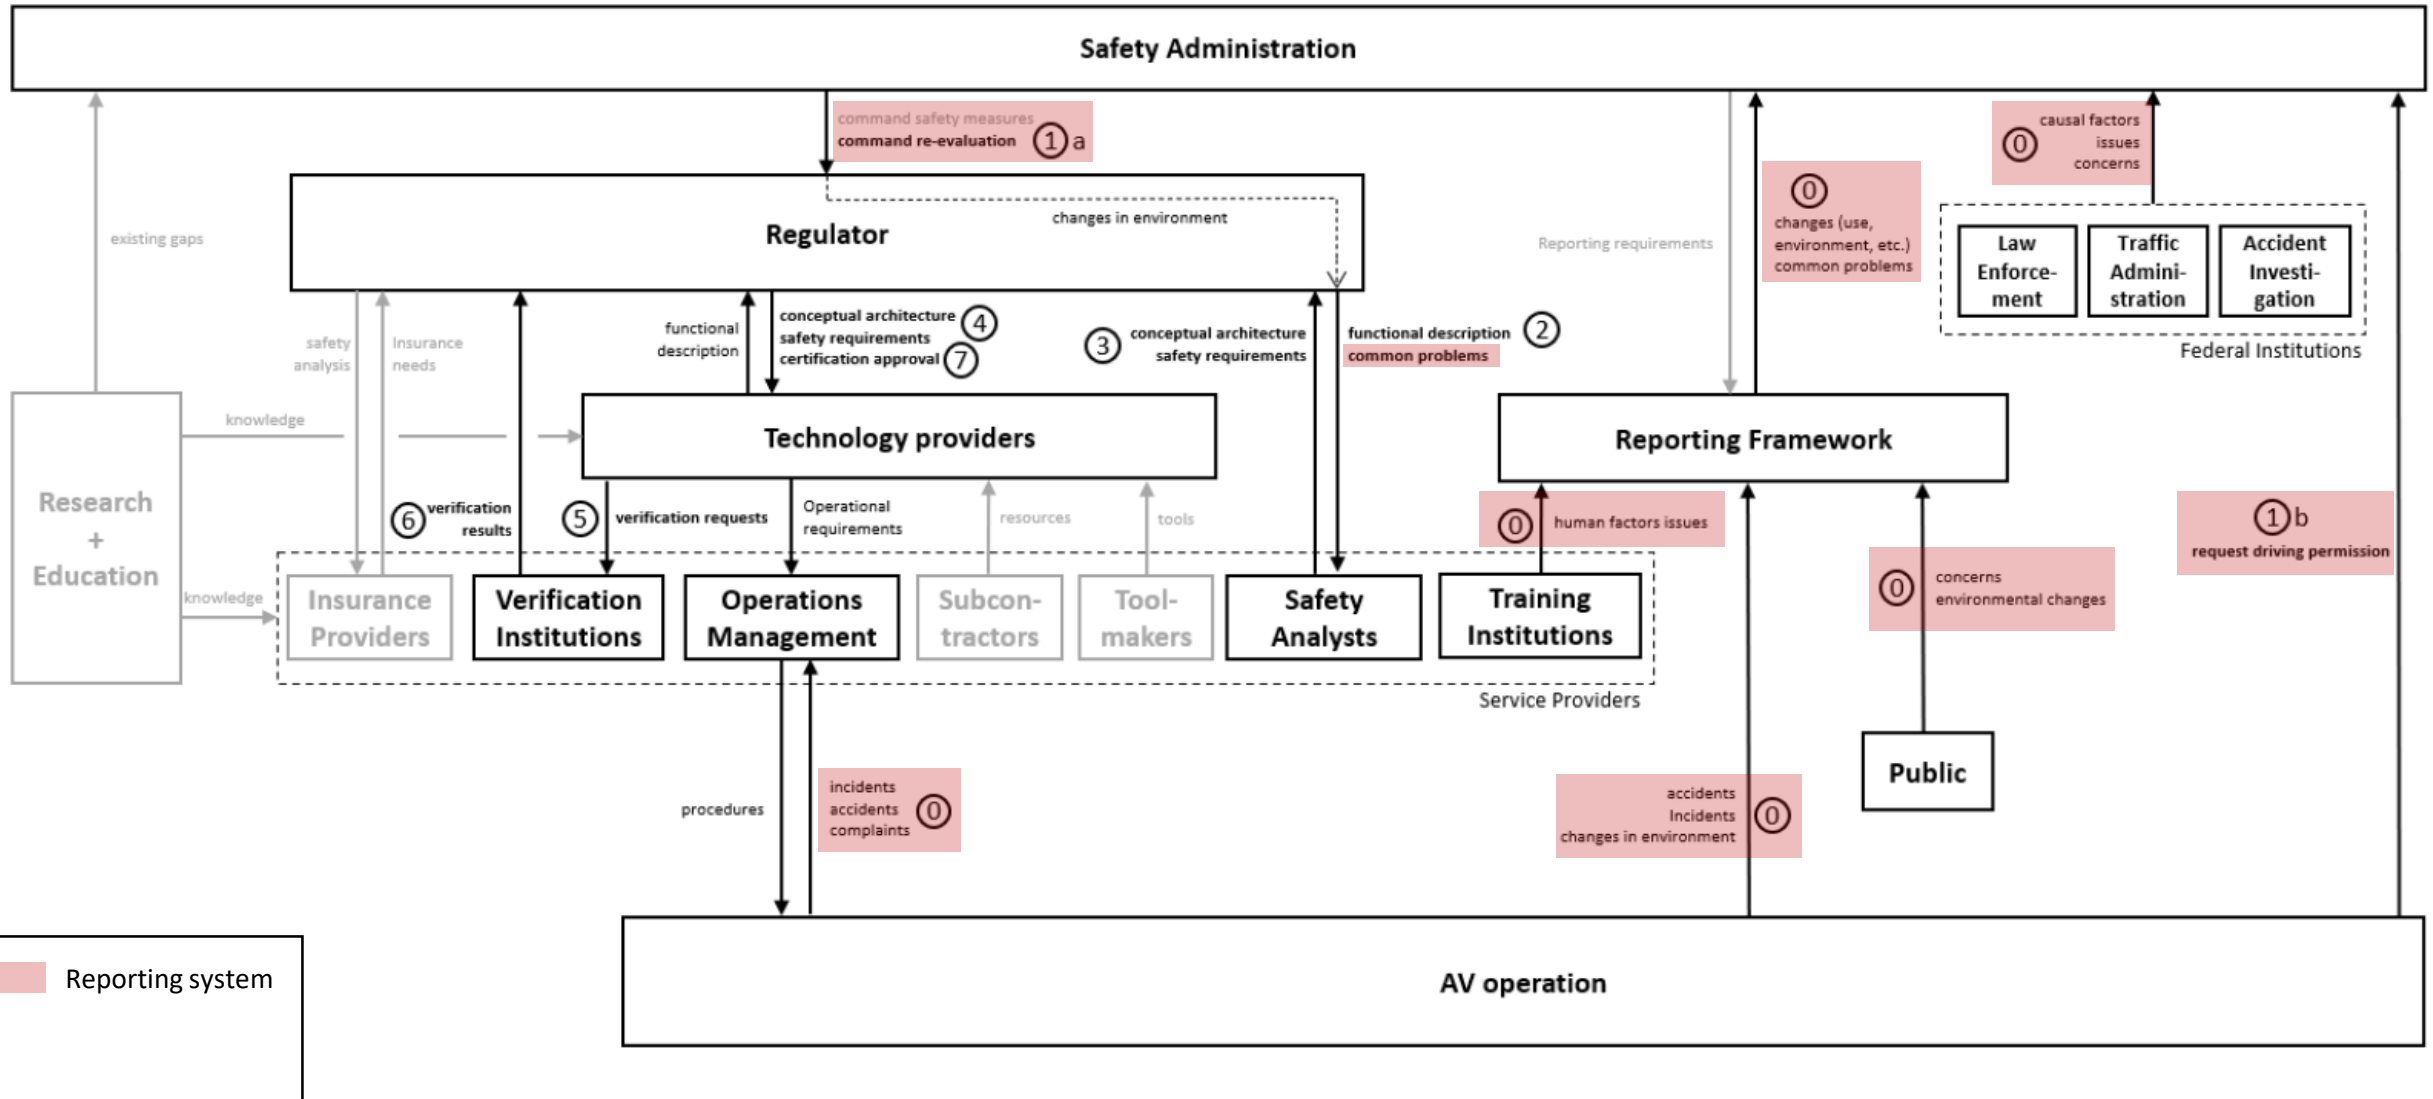 Safety Administration
command safety measures
command re-evaluation 1 a
0 causal factors
issues
concerns
0
changes (use,
environment, etc.)
common problems
Reporting requirements
existing gaps
Regulator
changes in environment
Law
Enforce-
ment
Traffic
Admini-
stration
Accident
Investi-
gation
Federal Institutions
safety
analysis
Insurance
needs
functional
description
conceptual architecture 4
safety requirements
certification approval 7
3 conceptual architecture
safety requirements
functional description 2
common problems
knowledge
Technology providers
Reporting Framework
Research
+
Education
6 verification
results
5 verification requests
Operational
requirements
resources
tools
0 human factors issues
1 b
request driving permission
0 concerns
environmental changes
knowledge
Insurance
Providers
Verification
Institutions
Operations
Management
Subcon-
tractors
Tool-
makers
Safety
Analysts
Training
Institutions
Service Providers
Public
procedures
incidents
accidents 0
complaints
accidents
Incidents 0
changes in environment
AV operation
Reporting system